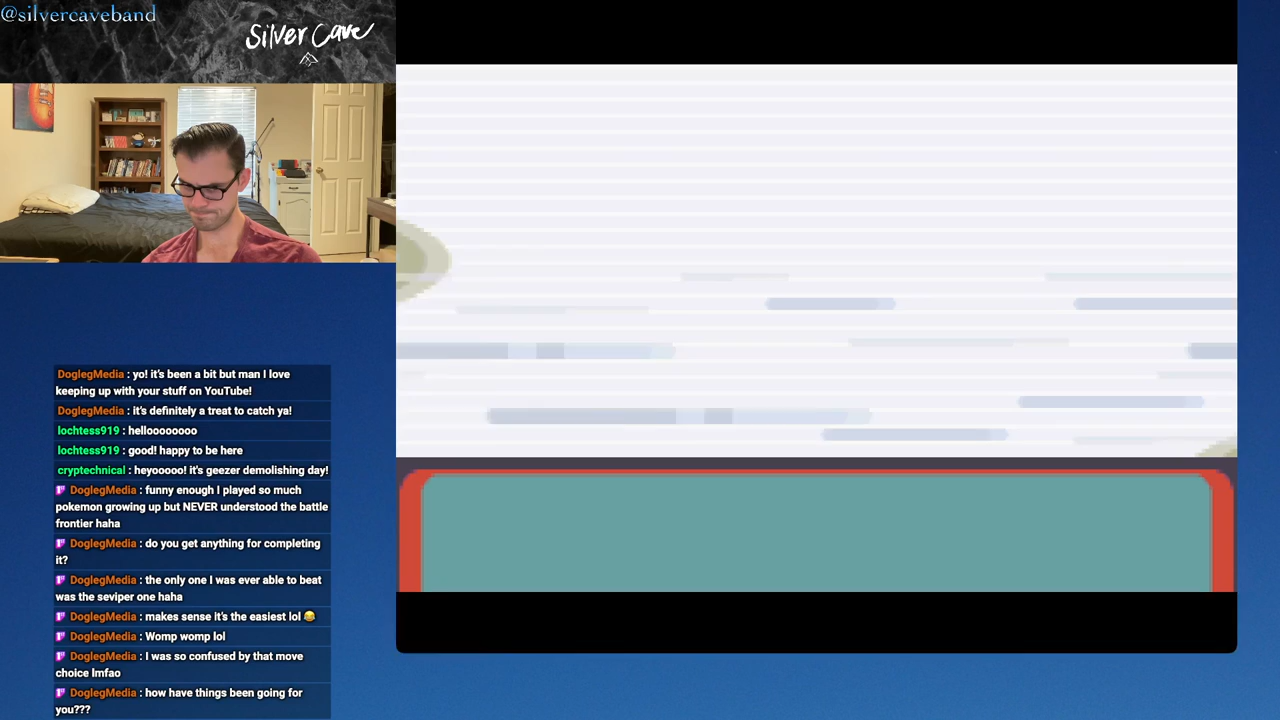 @silvercaveband
Silver Cave
DoglegMedia : yo! it's been a bit but man I love
keeping up with your stuff on YouTube!
DoglegMedia : it's definitely a treat to catch ya!
lochtess919 : helloooooooo
lochtess919 : good! happy to be here
cryptechnical : heyooooo! it's geezer demolishing day!
DoglegMedia : funny enough I played so much
pokemon growing up but NEVER understood the battle
frontier haha
DoglegMedia : do you get anything for completing
it?
DoglegMedia : the only one I was ever able to beat
was the seviper one haha
DoglegMedia : makes sense it's the easiest lol 😂
DoglegMedia : Womp womp lol
DoglegMedia : I was so confused by that move
choice lmfao
DoglegMedia : how have things been going for
you???